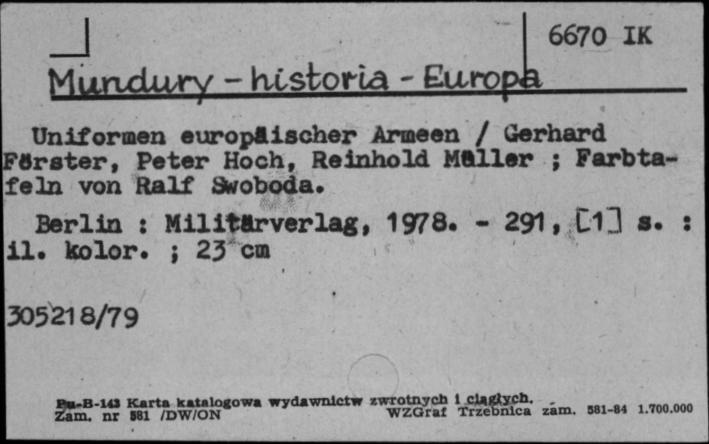 6670 IK
Mundury - historia - Europa
Uniformen europäischer Armeen / Gerhard
Förster, Peter Hoch, Reinhold Müller ; Farbta-
feln von Ralf Swoboda.
Berlin : Militärverlag, 1978. - 291, [1] s. :
il. kolor. ; 23 cm
305218/79
Pu-B-143 Karta katalogowa wydawnictw zwrotnych i ciągłych.
Zam. nr 581 /DW/ON WZGraf Trzebnica zam. 581-84 1.700.000